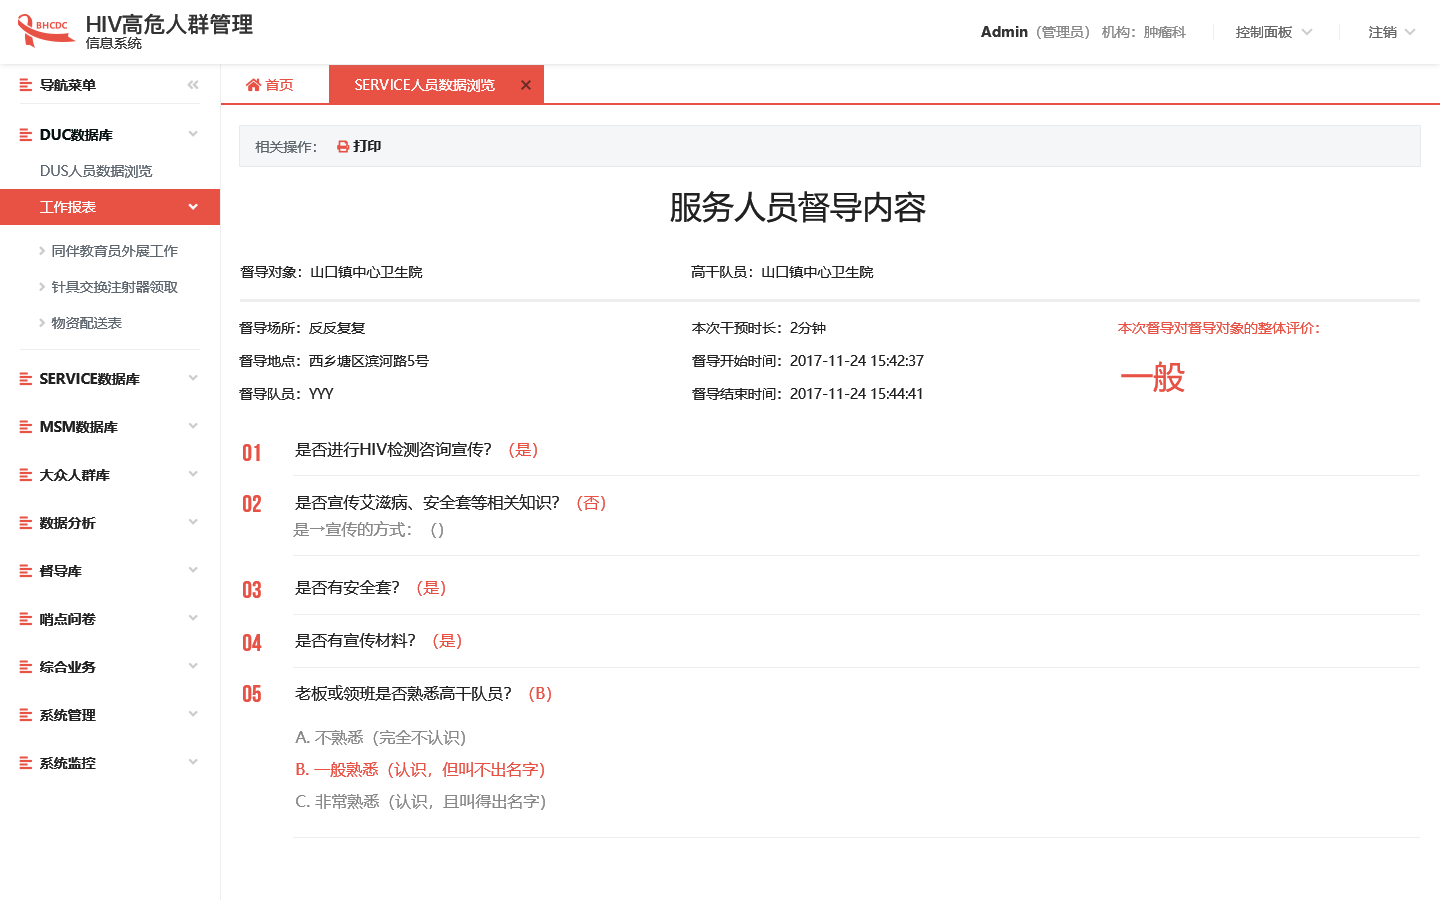 BHCDC
HIV高危人群管理
信息系统
Admin（管理员） 机构：肿瘤科
控制面板
注销
导航菜单
首页
SERVICE人员数据浏览
DUC数据库
DUS人员数据浏览
工作报表
同伴教育员外展工作
针具交换注射器领取
物资配送表
SERVICE数据库
MSM数据库
大众人群库
数据分析
督导库
哨点问卷
综合业务
系统管理
系统监控
相关操作： 打印
服务人员督导内容
督导对象：山口镇中心卫生院 高干队员：山口镇中心卫生院
督导场所：反反复复 本次干预时长：2分钟 本次督导对督导对象的整体评价：
督导地点：西乡塘区滨河路5号 督导开始时间：2017-11-24 15:42:37 一般
督导队员：YYY 督导结束时间：2017-11-24 15:44:41
01 是否进行HIV检测咨询宣传？（是）
02 是否宣传艾滋病、安全套等相关知识？（否）
是→宣传的方式：（）
03 是否有安全套？（是）
04 是否有宣传材料？（是）
05 老板或领班是否熟悉高干队员？（B）
A. 不熟悉（完全不认识）
B. 一般熟悉（认识，但叫不出名字）
C. 非常熟悉（认识，且叫得出名字）